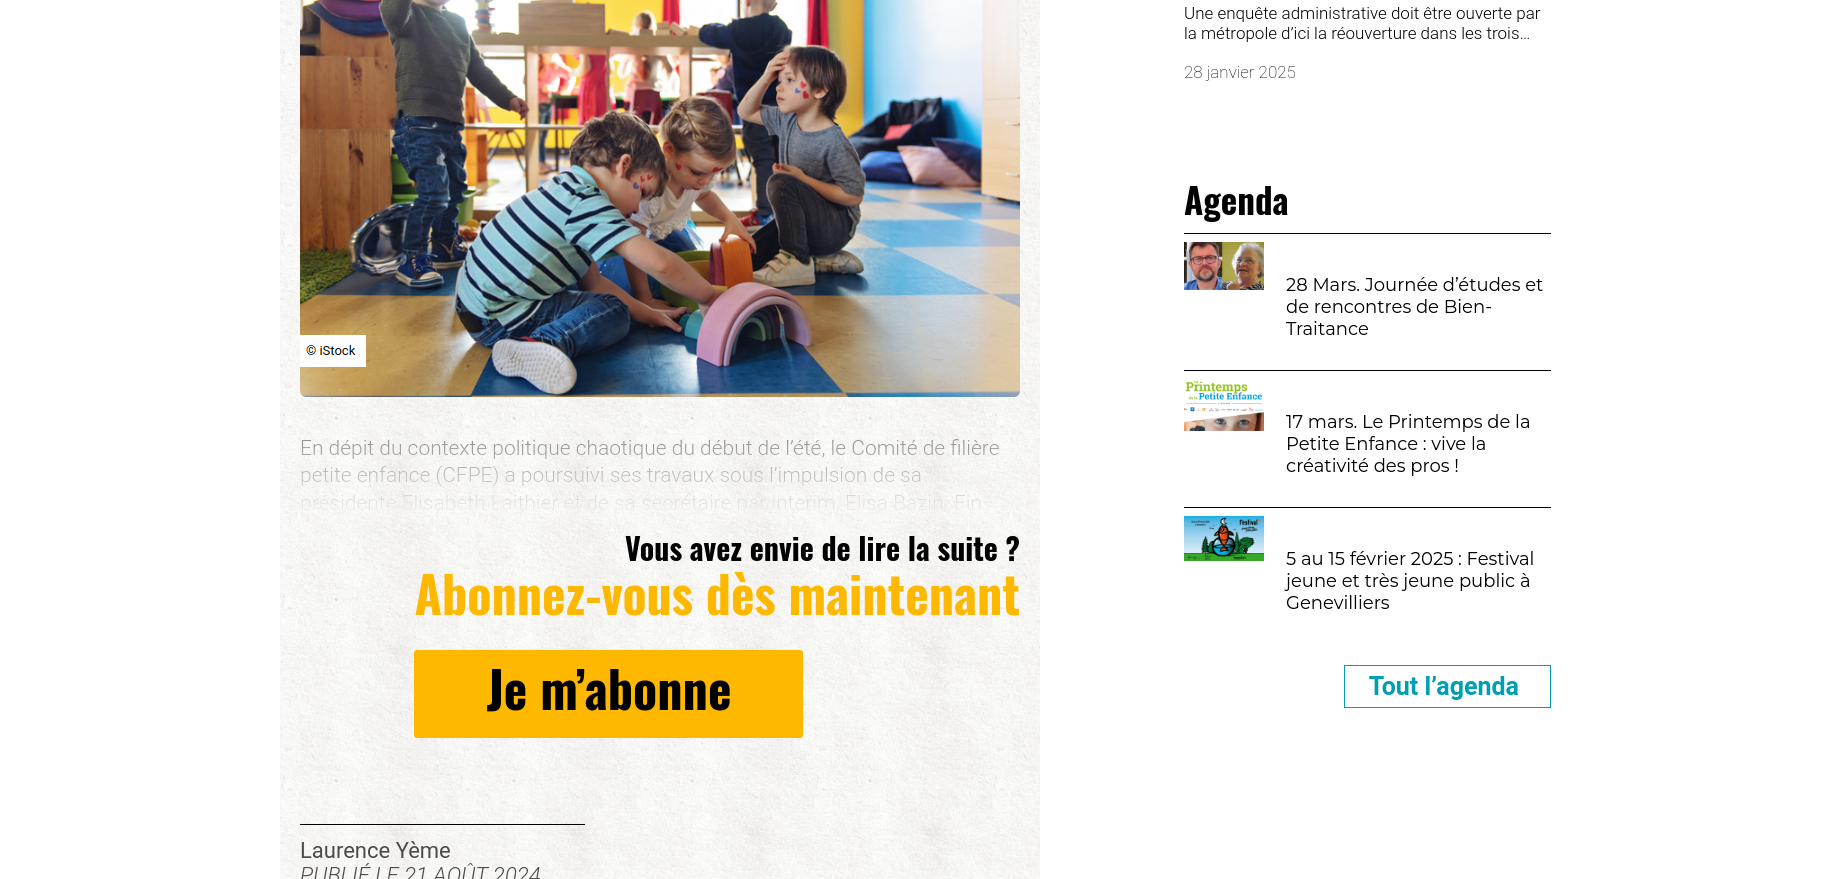 © iStock
En dépit du contexte politique chaotique du début de l’été, le Comité de filière
petite enfance (CFPE) a poursuivi ses travaux sous l’impulsion de sa
présidente Elisabeth Laithier et de sa secrétaire par interim, Elisa Bazin. Fin
Vous avez envie de lire la suite ?
Abonnez-vous dès maintenant
Je m’abonne
Laurence Yème
PUBLIÉ LE 21 AOÛT 2024
Une enquête administrative doit être ouverte par
la métropole d’ici la réouverture dans les trois…
28 janvier 2025
Agenda
28 Mars. Journée d’études et
de rencontres de Bien-
Traitance
Printemps
de la Petite Enfance
17 mars. Le Printemps de la
Petite Enfance : vive la
créativité des pros !
Festival
5 au 15 février 2025 : Festival
jeune et très jeune public à
Genevilliers
Tout l’agenda